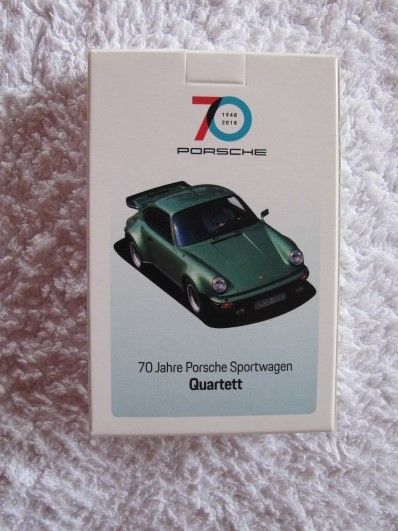 70
1948
2018
PORSCHE
70 Jahre Porsche Sportwagen
Quartett